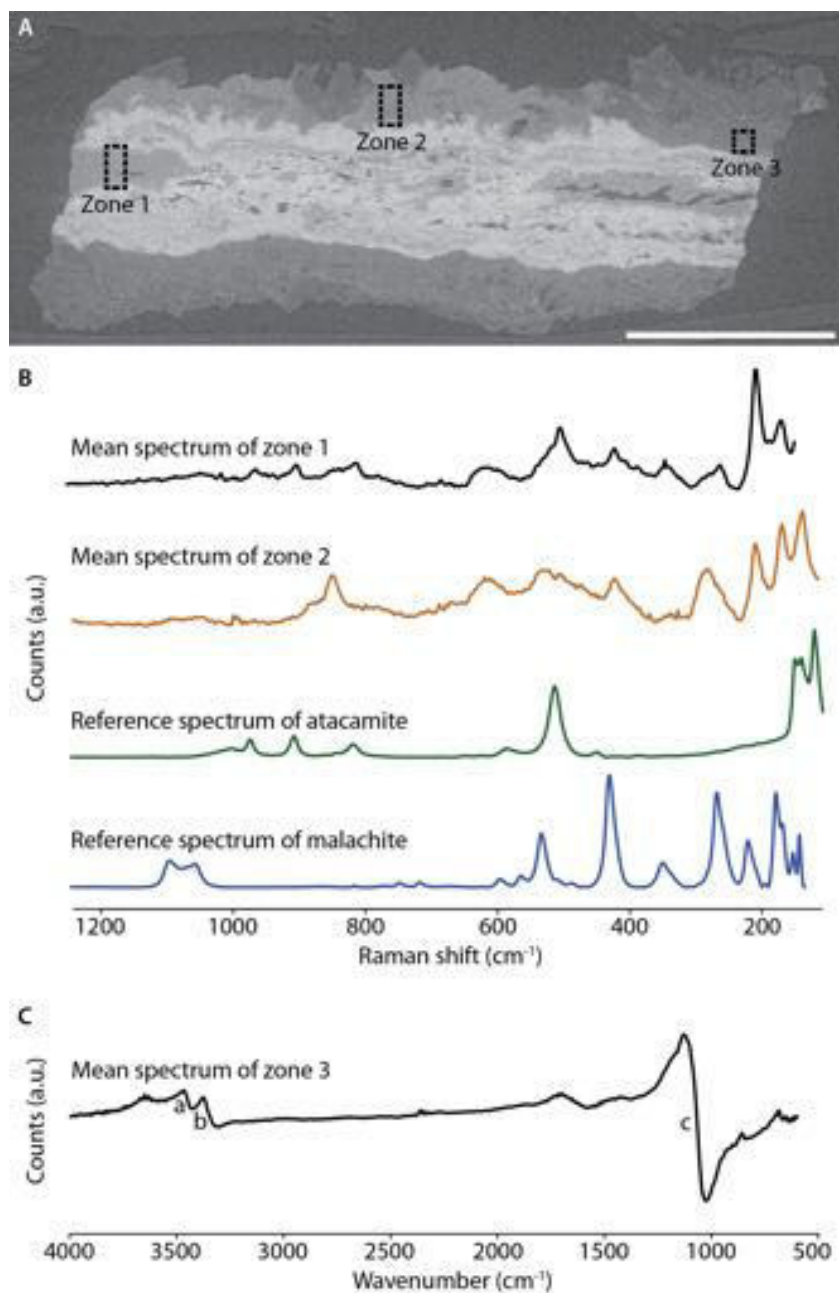 A
Zone 1
Zone 2
Zone 3
B
Mean spectrum of zone 1
Mean spectrum of zone 2
Reference spectrum of atacamite
Reference spectrum of malachite
Counts (a.u.)
1200 1000 800 600 400 200
Raman shift (cm⁻¹)
C
Mean spectrum of zone 3
a
b
c
Counts (a.u.)
4000 3500 3000 2500 2000 1500 1000 500
Wavenumber (cm⁻¹)